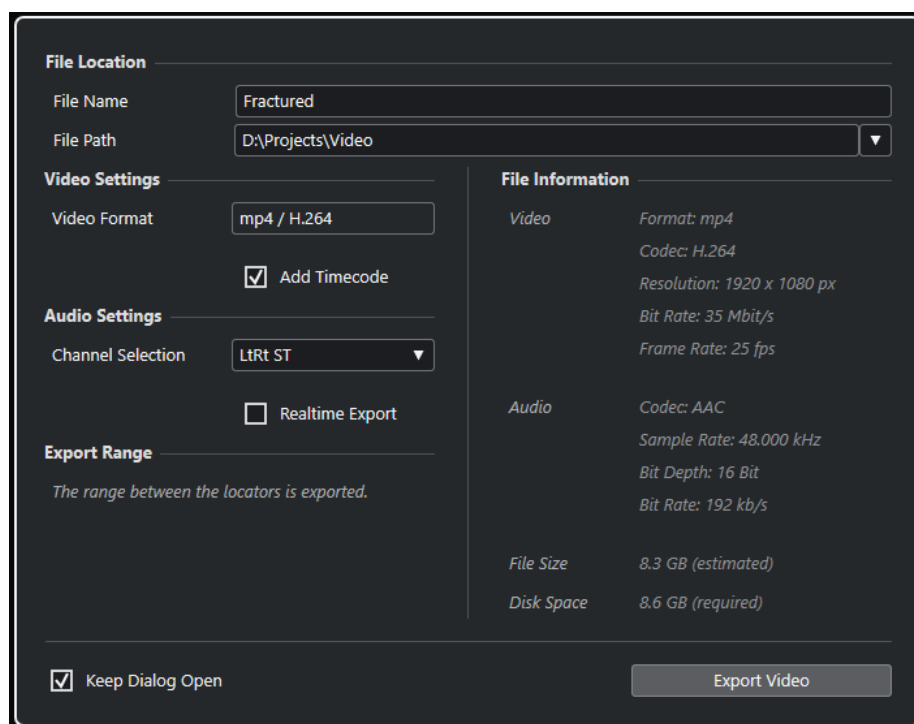 File Location
File Name Fractured
File Path D:\Projects\Video
Video Settings
Video Format mp4 / H.264
Add Timecode
Audio Settings
Channel Selection LtRt ST
Realtime Export
Export Range
The range between the locators is exported.
File Information
Video Format: mp4
Codec: H.264
Resolution: 1920 x 1080 px
Bit Rate: 35 Mbit/s
Frame Rate: 25 fps
Audio Codec: AAC
Sample Rate: 48.000 kHz
Bit Depth: 16 Bit
Bit Rate: 192 kb/s
File Size 8.3 GB (estimated)
Disk Space 8.6 GB (required)
Keep Dialog Open
Export Video